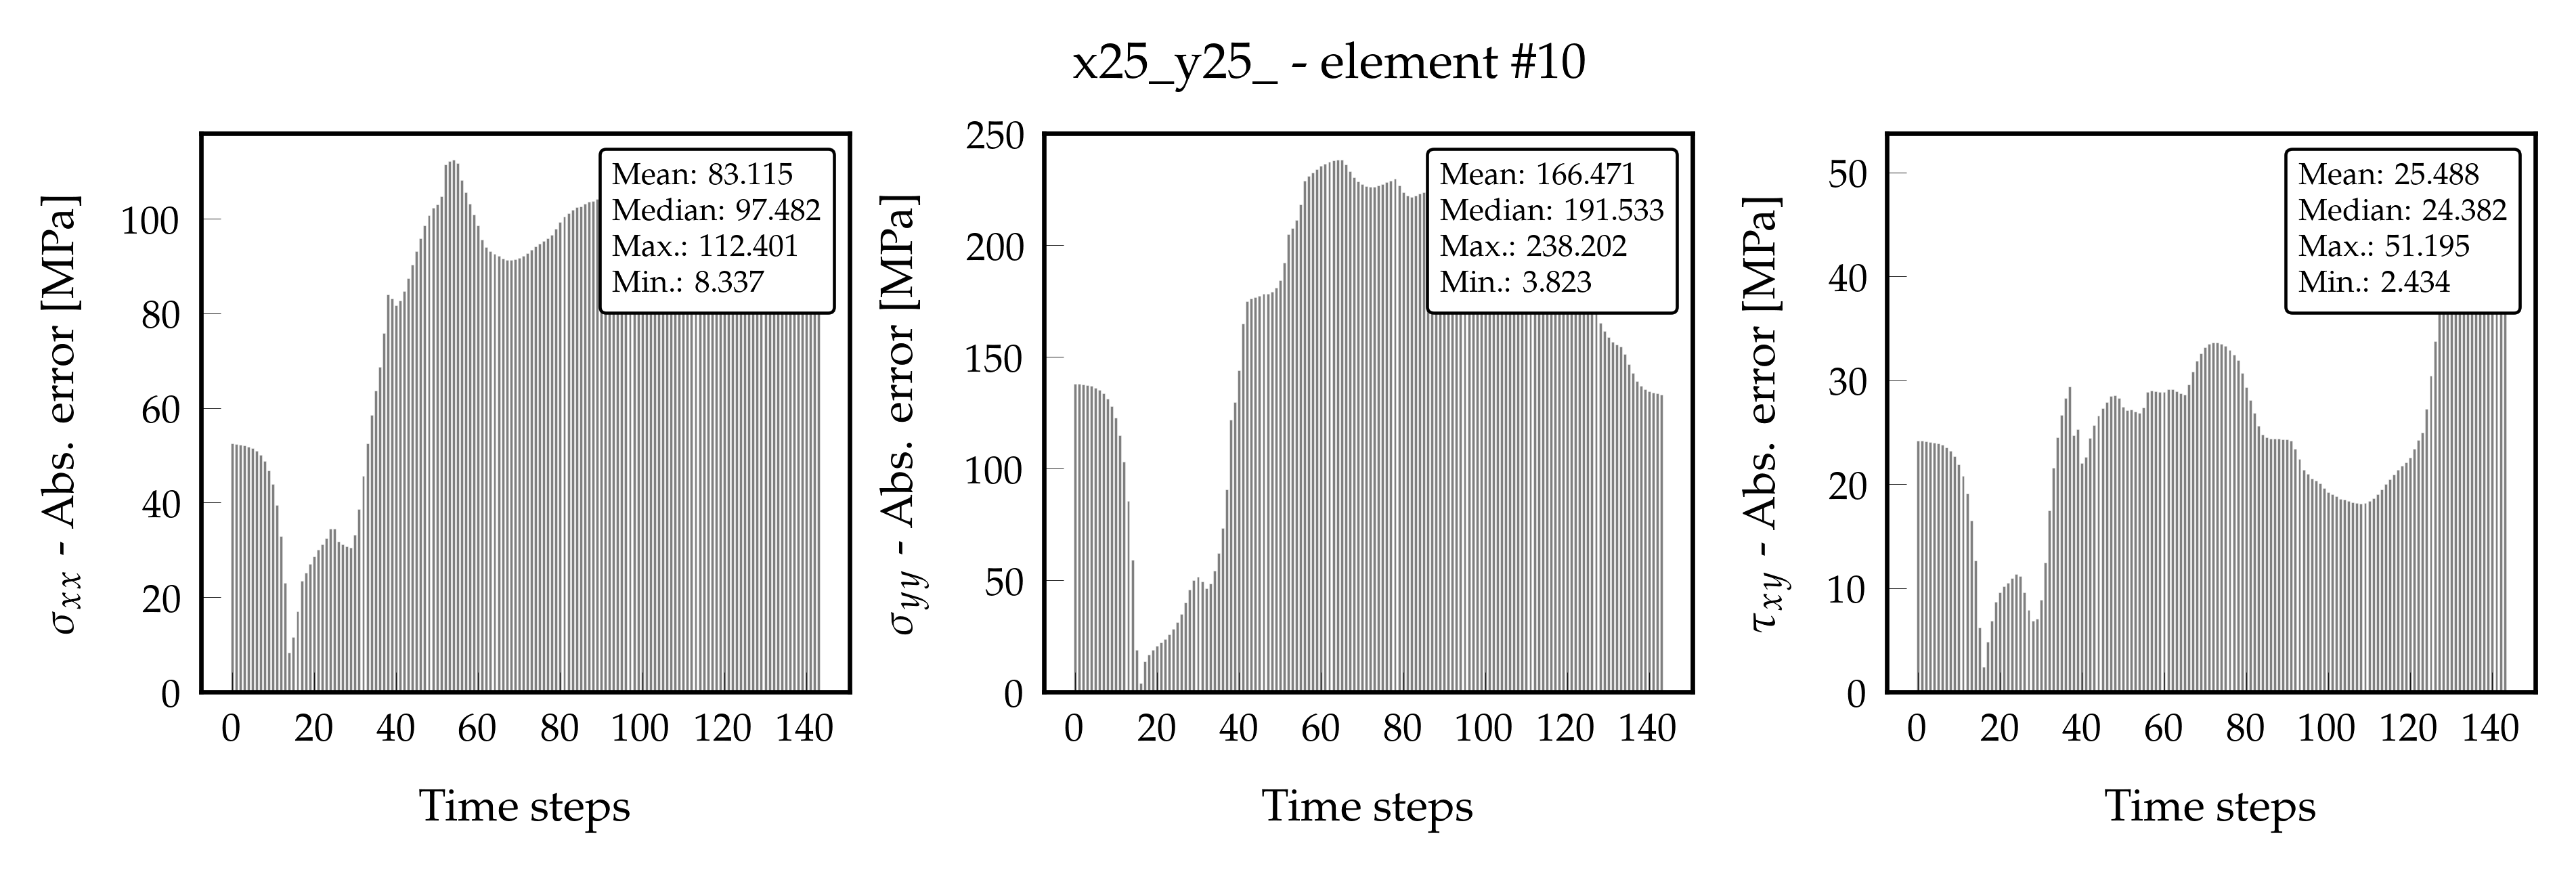 x25_y25_ - element #10
σxx - Abs. error [MPa]
100
80
60
40
20
0
0 20 40 60 80 100 120 140
Time steps
Mean: 83.115
Median: 97.482
Max.: 112.401
Min.: 8.337
σyy - Abs. error [MPa]
250
200
150
100
50
0
0 20 40 60 80 100 120 140
Time steps
Mean: 166.471
Median: 191.533
Max.: 238.202
Min.: 3.823
τxy - Abs. error [MPa]
50
40
30
20
10
0
0 20 40 60 80 100 120 140
Time steps
Mean: 25.488
Median: 24.382
Max.: 51.195
Min.: 2.434